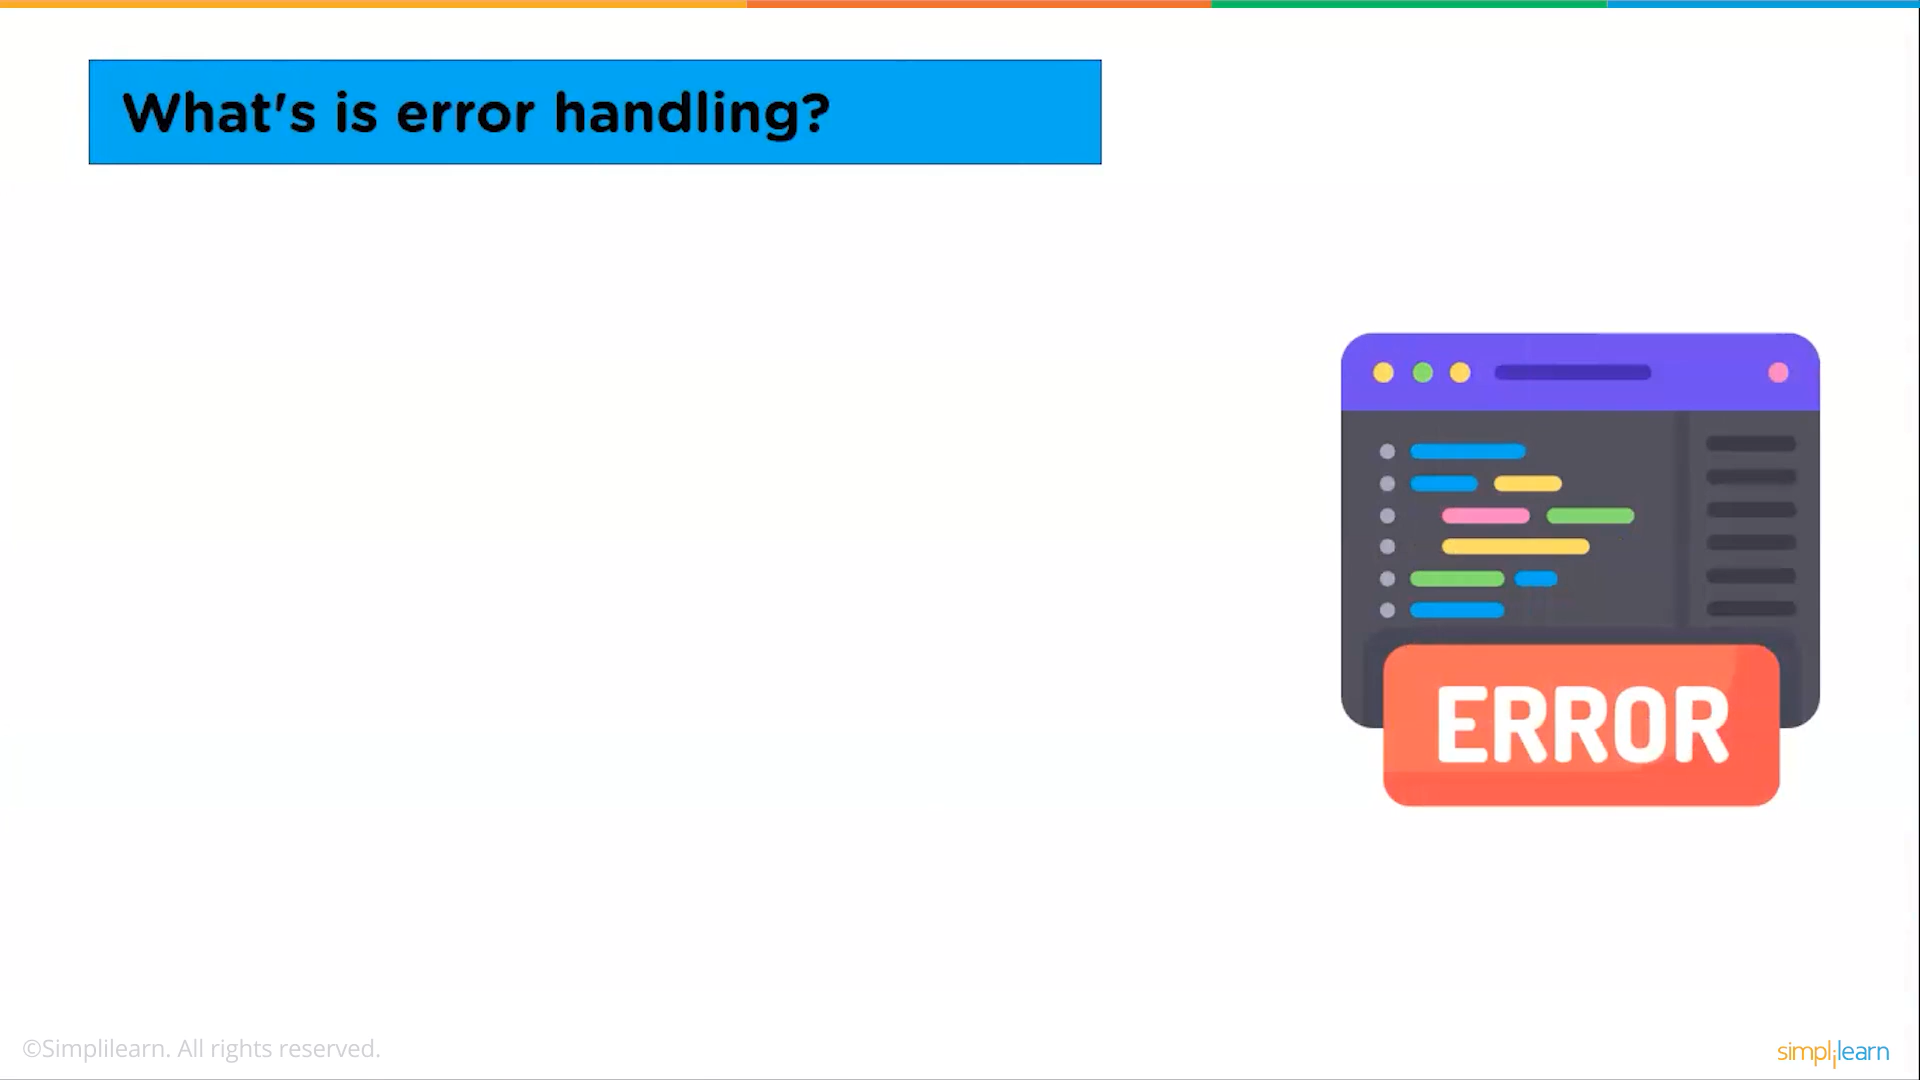 What's is error handling?
ERROR
©Simplilearn. All rights reserved.
simplilearn